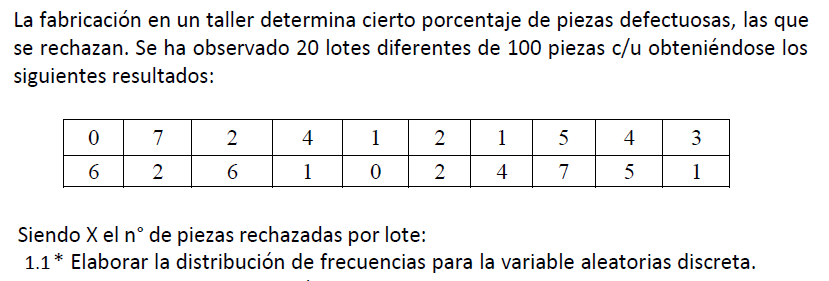 La fabricación en un taller determina cierto porcentaje de piezas defectuosas, las que
se rechazan. Se ha observado 20 lotes diferentes de 100 piezas c/u obteniéndose los
siguientes resultados:
0 7 2 4 1 2 1 5 4 3
6 2 6 1 0 2 4 7 5 1
Siendo X el n° de piezas rechazadas por lote:
1.1* Elaborar la distribución de frecuencias para la variable aleatorias discreta.